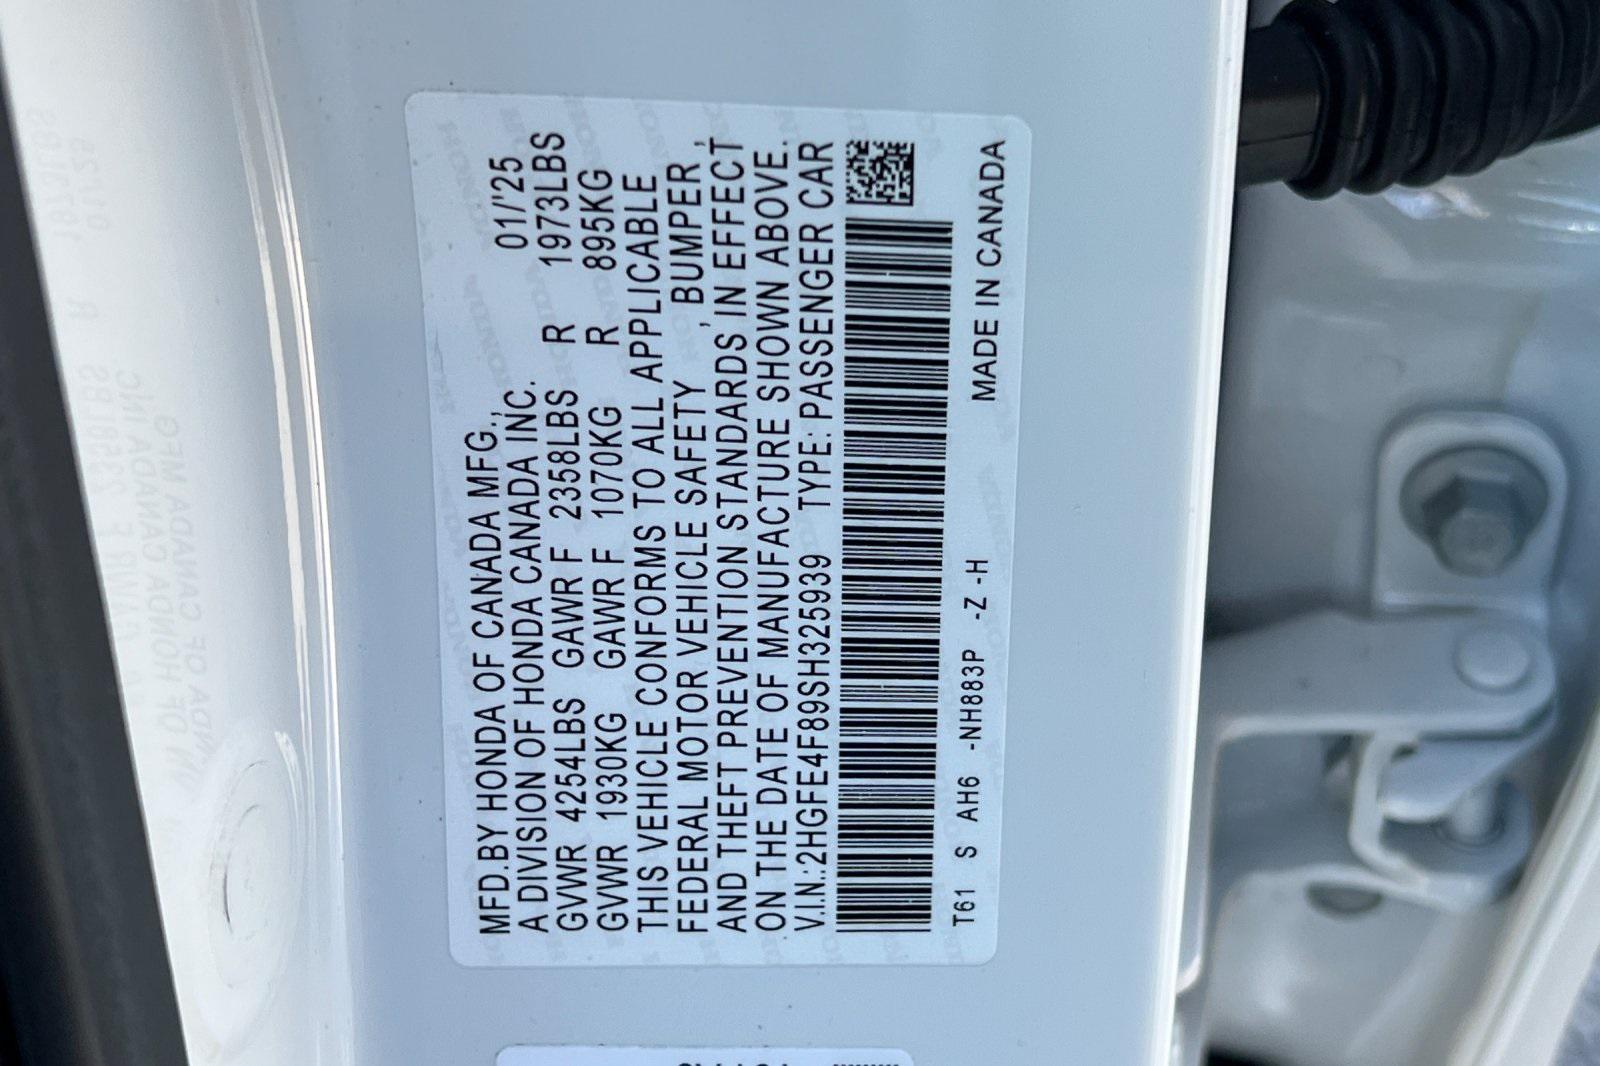 MFD.BY HONDA OF CANADA MFG.,
A DIVISION OF HONDA CANADA INC. 01/'25
GVWR 4254LBS GAWR F 2358LBS R 1973LBS
GVWR 1930KG GAWR F 1070KG R 895KG
THIS VEHICLE CONFORMS TO ALL APPLICABLE
FEDERAL MOTOR VEHICLE SAFETY , BUMPER ,
AND THEFT PREVENTION STANDARDS IN EFFECT
ON THE DATE OF MANUFACTURE SHOWN ABOVE.
V.I.N.:2HGFE4F89SH325939 TYPE: PASSENGER CAR
T61 S AH6 -NH883P -Z -H MADE IN CANADA